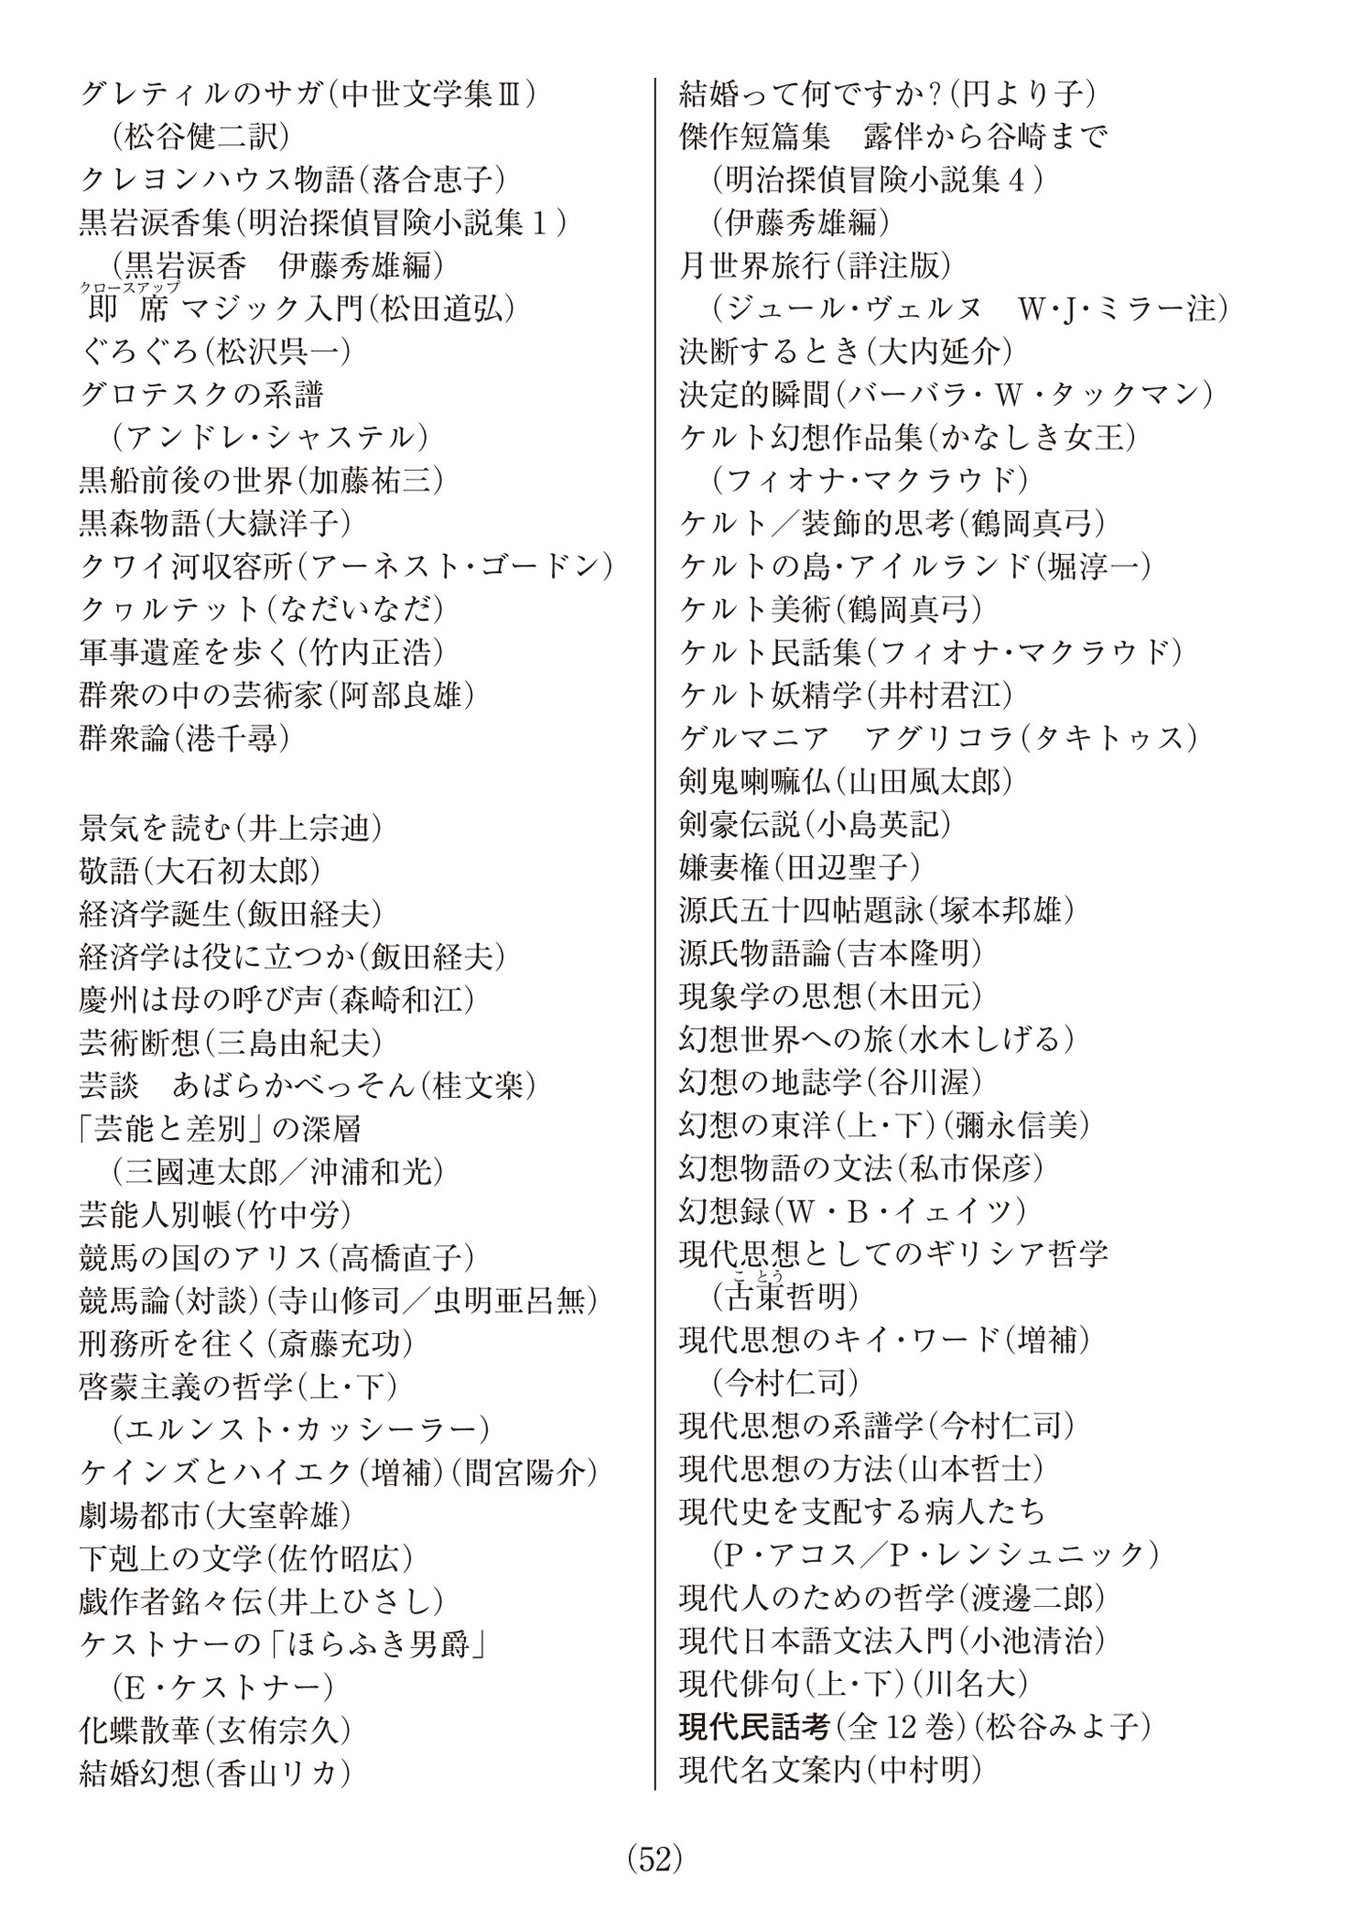 グレティルのサガ(中世文学集Ⅲ)
(松谷健二訳)
クレヨンハウス物語(落合恵子)
黒岩涙香集(明治探偵冒険小説集1)
(黒岩涙香　伊藤秀雄編)
クロースアップ
即席マジック入門(松田道弘)
ぐろぐろ(松沢呉一)
グロテスクの系譜
(アンドレ・シャステル)
黒船前後の世界(加藤祐三)
黒森物語(大嶽洋子)
クワイ河収容所(アーネスト・ゴードン)
クヮルテット(なだいなだ)
軍事遺産を歩く(竹内正浩)
群衆の中の芸術家(阿部良雄)
群衆論(港千尋)
景気を読む(井上宗迪)
敬語(大石初太郎)
経済学誕生(飯田経夫)
経済学は役に立つか(飯田経夫)
慶州は母の呼び声(森崎和江)
芸術断想(三島由紀夫)
芸談　あばらかべっそん(桂文楽)
「芸能と差別」の深層
(三國連太郎／沖浦和光)
芸能人別帳(竹中労)
競馬の国のアリス(高橋直子)
競馬論(対談)(寺山修司／虫明亜呂無)
刑務所を往く(斎藤充功)
啓蒙主義の哲学(上・下)
(エルンスト・カッシーラー)
ケインズとハイエク(増補)(間宮陽介)
劇場都市(大室幹雄)
下剋上の文学(佐竹昭広)
戯作者銘々伝(井上ひさし)
ケストナーの「ほらふき男爵」
(E・ケストナー)
化蝶散華(玄侑宗久)
結婚幻想(香山リカ)
結婚って何ですか?(円より子)
傑作短篇集　露伴から谷崎まで
(明治探偵冒険小説集4)
(伊藤秀雄編)
月世界旅行(詳注版)
(ジュール・ヴェルヌ　W・J・ミラー注)
決断するとき(大内延介)
決定的瞬間(バーバラ・W・タックマン)
ケルト幻想作品集(かなしき女王)
(フィオナ・マクラウド)
ケルト／装飾的思考(鶴岡真弓)
ケルトの島・アイルランド(堀淳一)
ケルト美術(鶴岡真弓)
ケルト民話集(フィオナ・マクラウド)
ケルト妖精学(井村君江)
ゲルマニア　アグリコラ(タキトゥス)
剣鬼喇嘛仏(山田風太郎)
剣豪伝説(小島英記)
嫌妻権(田辺聖子)
源氏五十四帖題詠(塚本邦雄)
源氏物語論(吉本隆明)
現象学の思想(木田元)
幻想世界への旅(水木しげる)
幻想の地誌学(谷川渥)
幻想の東洋(上・下)(彌永信美)
幻想物語の文法(私市保彦)
幻想録(W・B・イェイツ)
現代思想としてのギリシア哲学
ことう
(古東哲明)
現代思想のキイ・ワード(増補)
(今村仁司)
現代思想の系譜学(今村仁司)
現代思想の方法(山本哲士)
現代史を支配する病人たち
(P・アコス／P・レンシュニック)
現代人のための哲学(渡邊二郎)
現代日本語文法入門(小池清治)
現代俳句(上・下)(川名大)
現代民話考(全12巻)(松谷みよ子)
現代名文案内(中村明)
(52)